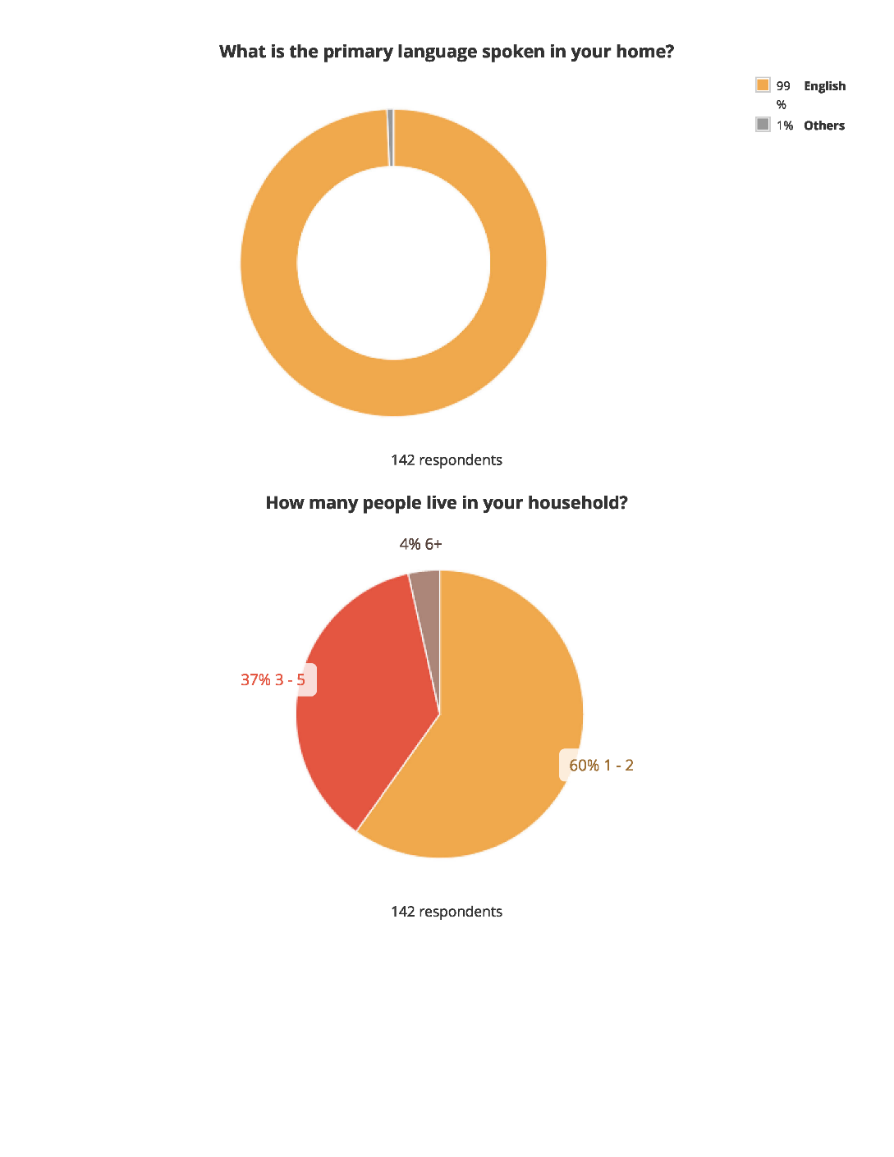 What is the primary language spoken in your home?
99 English
%
1% Others
142 respondents
How many people live in your household?
4% 6+
37% 3 - 5
60% 1 - 2
142 respondents